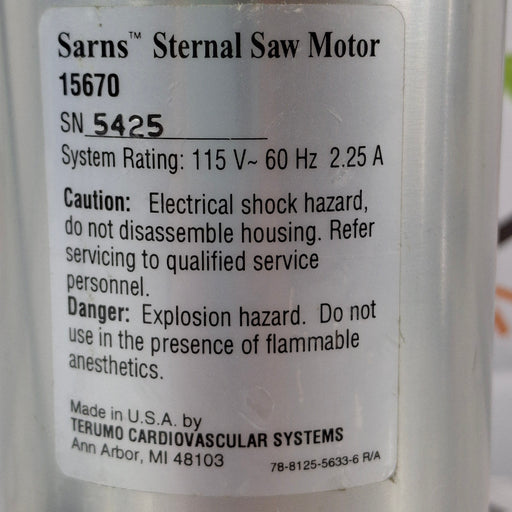 Sarns™ Sternal Saw Motor
15670
SN 5425
System Rating: 115 V~ 60 Hz 2.25 A
Caution: Electrical shock hazard,
do not disassemble housing. Refer
servicing to qualified service
personnel.
Danger: Explosion hazard. Do not
use in the presence of flammable
anesthetics.
Made in U.S.A. by
TERUMO CARDIOVASCULAR SYSTEMS
Ann Arbor, MI 48103
78-8125-5633-6 R/A